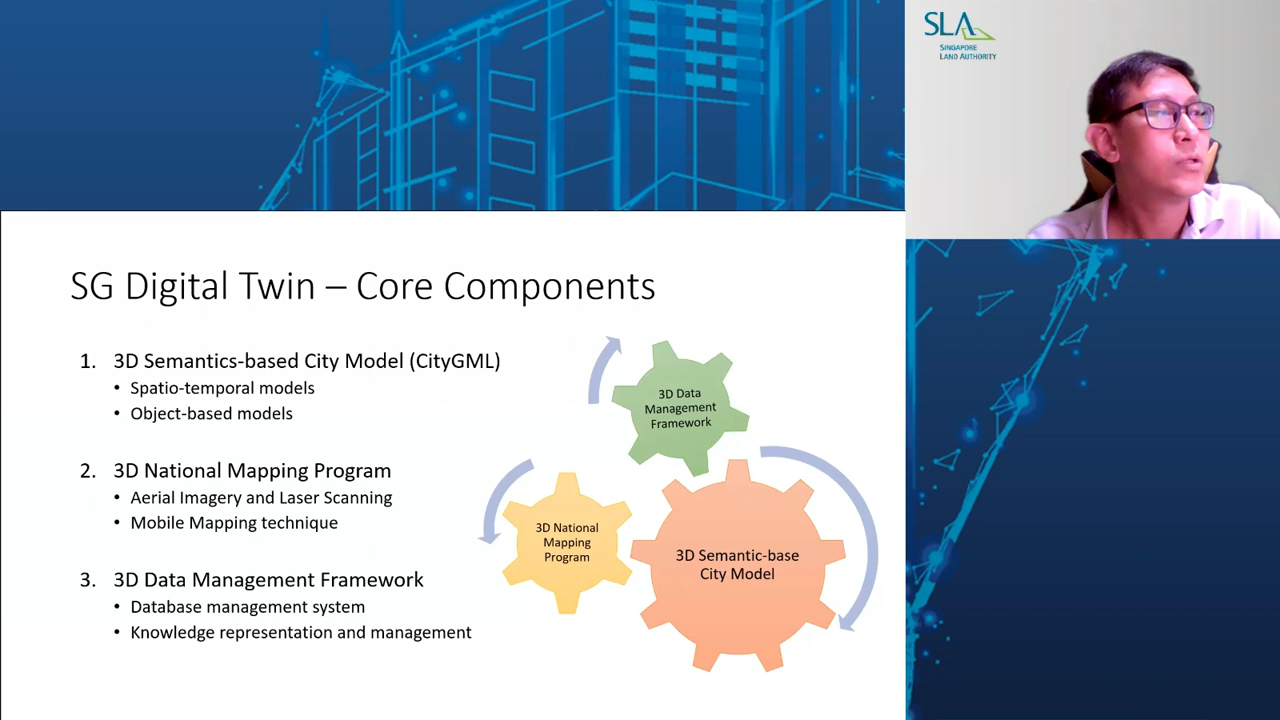 SLA
SINGAPORE
LAND AUTHORITY
SG Digital Twin – Core Components
1. 3D Semantics-based City Model (CityGML)
• Spatio-temporal models
• Object-based models
2. 3D National Mapping Program
• Aerial Imagery and Laser Scanning
• Mobile Mapping technique
3. 3D Data Management Framework
• Database management system
• Knowledge representation and management
3D Data
Management
Framework
3D National
Mapping
Program
3D Semantic-base
City Model